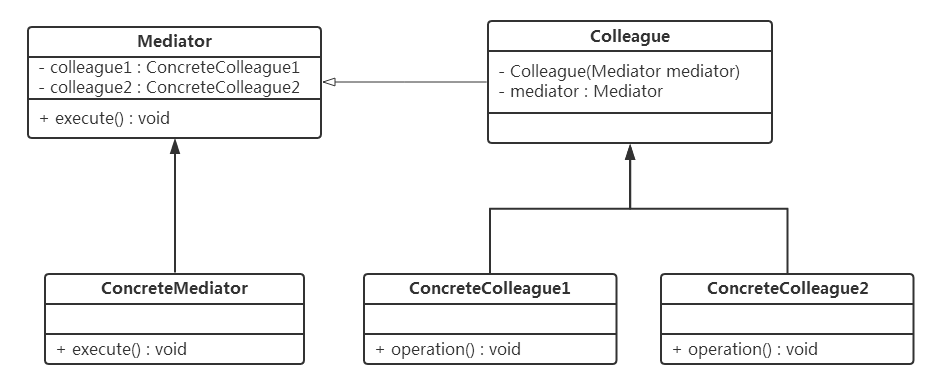 Mediator
- colleague1 : ConcreteColleague1
- colleague2 : ConcreteColleague2
+ execute() : void
Colleague
- Colleague(Mediator mediator)
- mediator : Mediator
ConcreteMediator
+ execute() : void
ConcreteColleague1
+ operation() : void
ConcreteColleague2
+ operation() : void